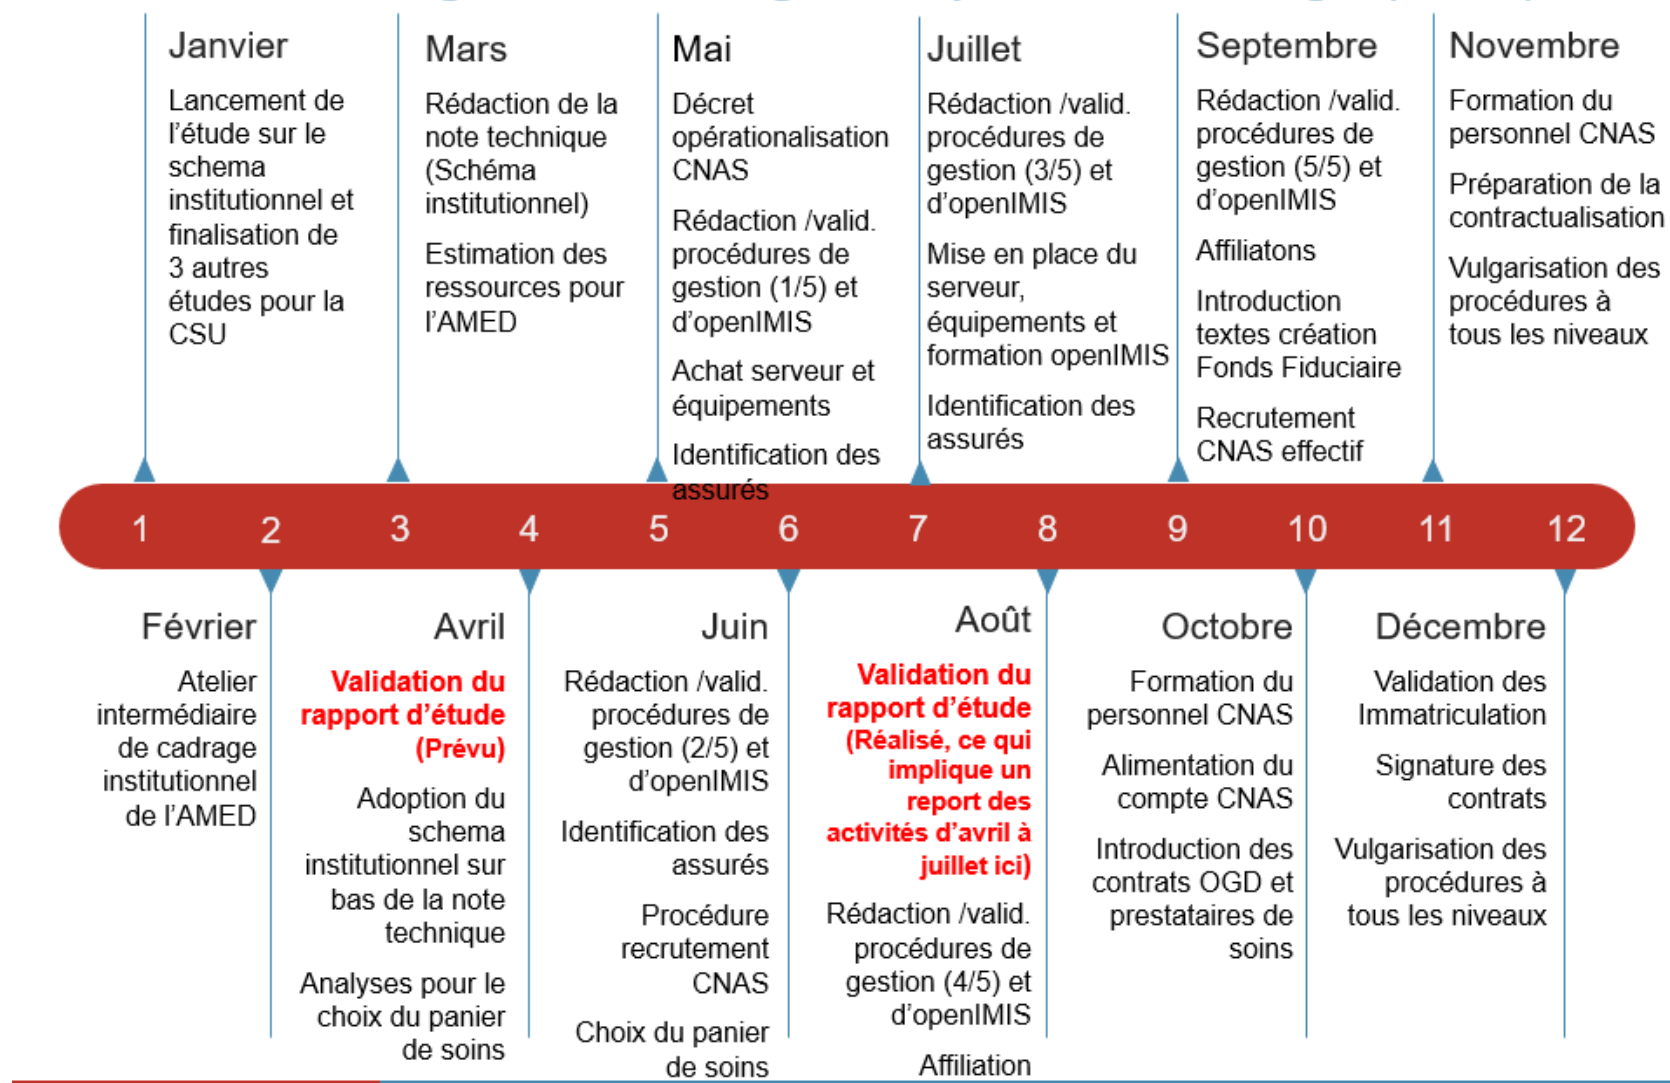 Janvier
Lancement de
l’étude sur le
schema
institutionnel et
finalisation de
3 autres
études pour la
CSU
Mars
Rédaction de la
note technique
(Schéma
institutionnel)
Estimation des
ressources pour
l’AMED
Mai
Décret
opérationalisation
CNAS
Rédaction /valid.
procédures de
gestion (1/5) et
d’openIMIS
Achat serveur et
équipements
Identification des
assurés
Juillet
Rédaction /valid.
procédures de
gestion (3/5) et
d’openIMIS
Mise en place du
serveur,
équipements et
formation openIMIS
Identification des
assurés
Septembre
Rédaction /valid.
procédures de
gestion (5/5) et
d’openIMIS
Affiliatons
Introduction
textes création
Fonds Fiduciaire
Recrutement
CNAS effectif
Novembre
Formation du
personnel CNAS
Préparation de la
contractualisation
Vulgarisation des
procédures à
tous les niveaux
1 2 3 4 5 6 7 8 9 10 11 12
Février
Atelier
intermédiaire
de cadrage
institutionnel
de l’AMED
Avril
Validation du
rapport d’étude
(Prévu)
Adoption du
schema
institutionnel sur
bas de la note
technique
Analyses pour le
choix du panier
de soins
Juin
Rédaction /valid.
procédures de
gestion (2/5) et
d’openIMIS
Identification des
assurés
Procédure
recrutement
CNAS
Choix du panier
de soins
Août
Validation du
rapport d’étude
(Réalisé, ce qui
implique un
report des
activités d’avril à
juillet ici)
Rédaction /valid.
procédures de
gestion (4/5) et
d’openIMIS
Affiliation
Octobre
Formation du
personnel CNAS
Alimentation du
compte CNAS
Introduction des
contrats OGD et
prestataires de
soins
Décembre
Validation des
Immatriculation
Signature des
contrats
Vulgarisation des
procédures à
tous les niveaux